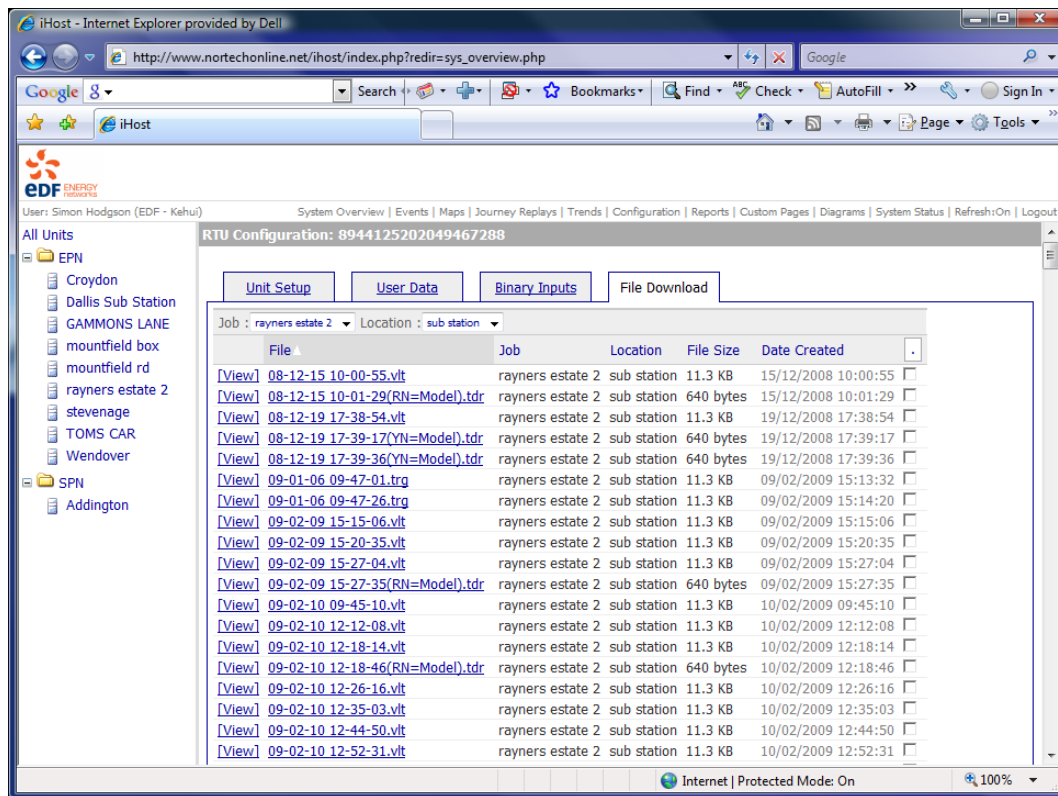 iHost - Internet Explorer provided by Dell
http://www.nortechonline.net/ihost/index.php?redir=sys_overview.php
Google
Google
Search
Bookmarks
Find
Check
AutoFill
Sign In
iHost
Page
Tools
eDF ENERGY networks
User: Simon Hodgson (EDF - Kehui)
System Overview | Events | Maps | Journey Replays | Trends | Configuration | Reports | Custom Pages | Diagrams | System Status | Refresh:On | Logout
All Units
EPN
Croydon
Dallis Sub Station
GAMMONS LANE
mountfield box
mountfield rd
rayners estate 2
stevenage
TOMS CAR
Wendover
SPN
Addington
RTU Configuration: 8944125202049467288
Unit Setup User Data Binary Inputs File Download
Job : rayners estate 2 Location : sub station
File Job Location File Size Date Created .
[View] 08-12-15 10-00-55.vlt rayners estate 2 sub station 11.3 KB 15/12/2008 10:00:55
[View] 08-12-15 10-01-29(RN=Model).tdr rayners estate 2 sub station 640 bytes 15/12/2008 10:01:29
[View] 08-12-19 17-38-54.vlt rayners estate 2 sub station 11.3 KB 19/12/2008 17:38:54
[View] 08-12-19 17-39-17(YN=Model).tdr rayners estate 2 sub station 640 bytes 19/12/2008 17:39:17
[View] 08-12-19 17-39-36(YN=Model).tdr rayners estate 2 sub station 640 bytes 19/12/2008 17:39:36
[View] 09-01-06 09-47-01.trg rayners estate 2 sub station 11.3 KB 09/02/2009 15:13:32
[View] 09-01-06 09-47-26.trg rayners estate 2 sub station 11.3 KB 09/02/2009 15:14:20
[View] 09-02-09 15-15-06.vlt rayners estate 2 sub station 11.3 KB 09/02/2009 15:15:06
[View] 09-02-09 15-20-35.vlt rayners estate 2 sub station 11.3 KB 09/02/2009 15:20:35
[View] 09-02-09 15-27-04.vlt rayners estate 2 sub station 11.3 KB 09/02/2009 15:27:04
[View] 09-02-09 15-27-35(RN=Model).tdr rayners estate 2 sub station 640 bytes 09/02/2009 15:27:35
[View] 09-02-10 09-45-10.vlt rayners estate 2 sub station 11.3 KB 10/02/2009 09:45:10
[View] 09-02-10 12-12-08.vlt rayners estate 2 sub station 11.3 KB 10/02/2009 12:12:08
[View] 09-02-10 12-18-14.vlt rayners estate 2 sub station 11.3 KB 10/02/2009 12:18:14
[View] 09-02-10 12-18-46(RN=Model).tdr rayners estate 2 sub station 640 bytes 10/02/2009 12:18:46
[View] 09-02-10 12-26-16.vlt rayners estate 2 sub station 11.3 KB 10/02/2009 12:26:16
[View] 09-02-10 12-35-03.vlt rayners estate 2 sub station 11.3 KB 10/02/2009 12:35:03
[View] 09-02-10 12-44-50.vlt rayners estate 2 sub station 11.3 KB 10/02/2009 12:44:50
[View] 09-02-10 12-52-31.vlt rayners estate 2 sub station 11.3 KB 10/02/2009 12:52:31
Internet | Protected Mode: On
100%